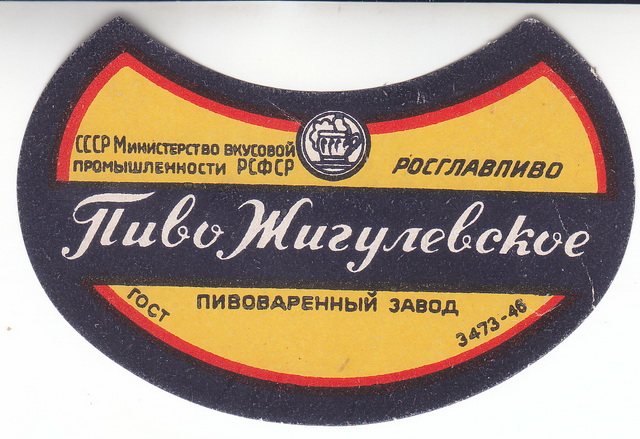 СССР Министерство вкусовой
промышленности РСФСР
РОСГЛАВПИВО
Пиво Жигулевское
ПИВОВАРЕННЫЙ ЗАВОД
ГОСТ
3473-46